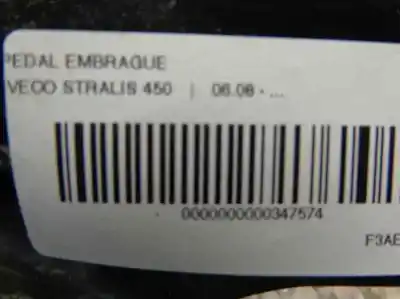 PEDAL EMBRAGUE
VECO STRALIS 450 | 06.08 - ...
0000000000347574
F3AE